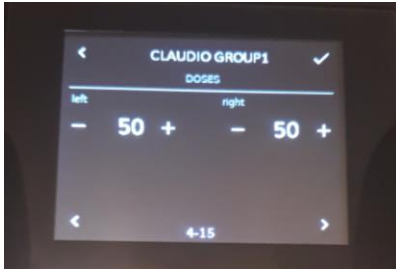 CLAUDIO GROUP1
DOSES
left right
− 50 + − 50 +
4-15